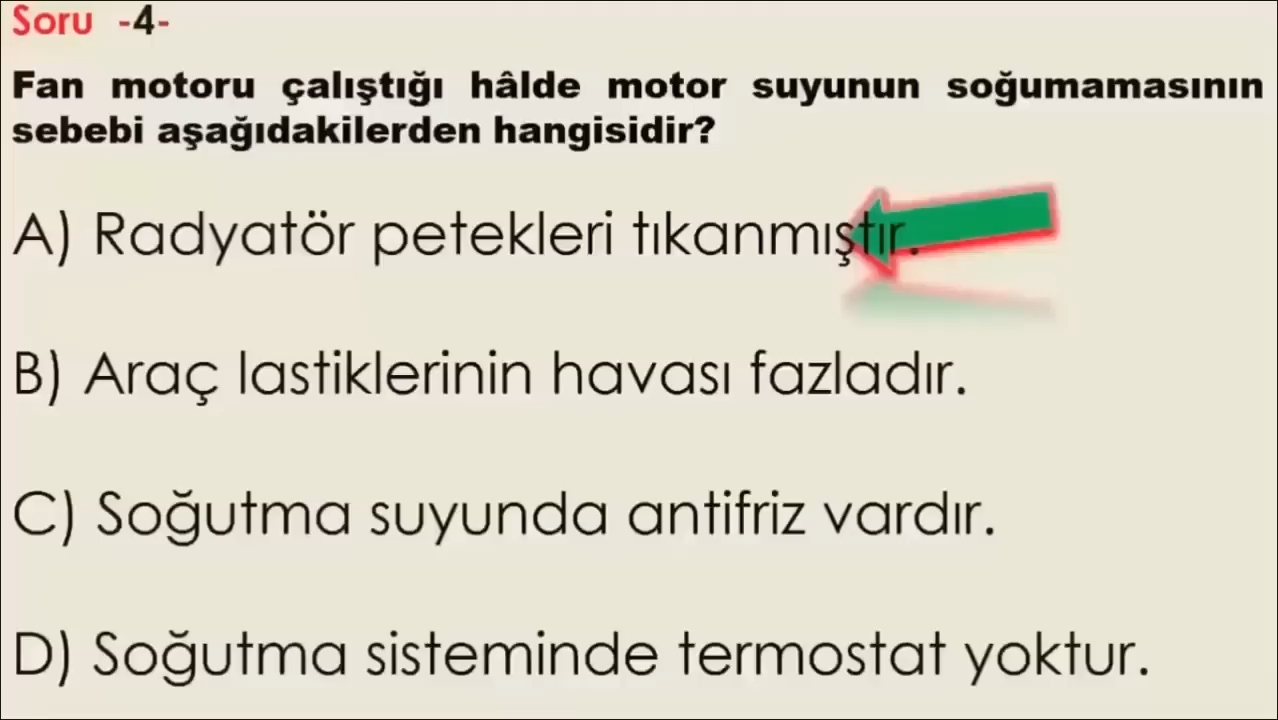 Soru -4-
Fan motoru çalıştığı hâlde motor suyunun soğumamasının
sebebi aşağıdakilerden hangisidir?
A) Radyatör petekleri tıkanmıştır.
B) Araç lastiklerinin havası fazladır.
C) Soğutma suyunda antifriz vardır.
D) Soğutma sisteminde termostat yoktur.